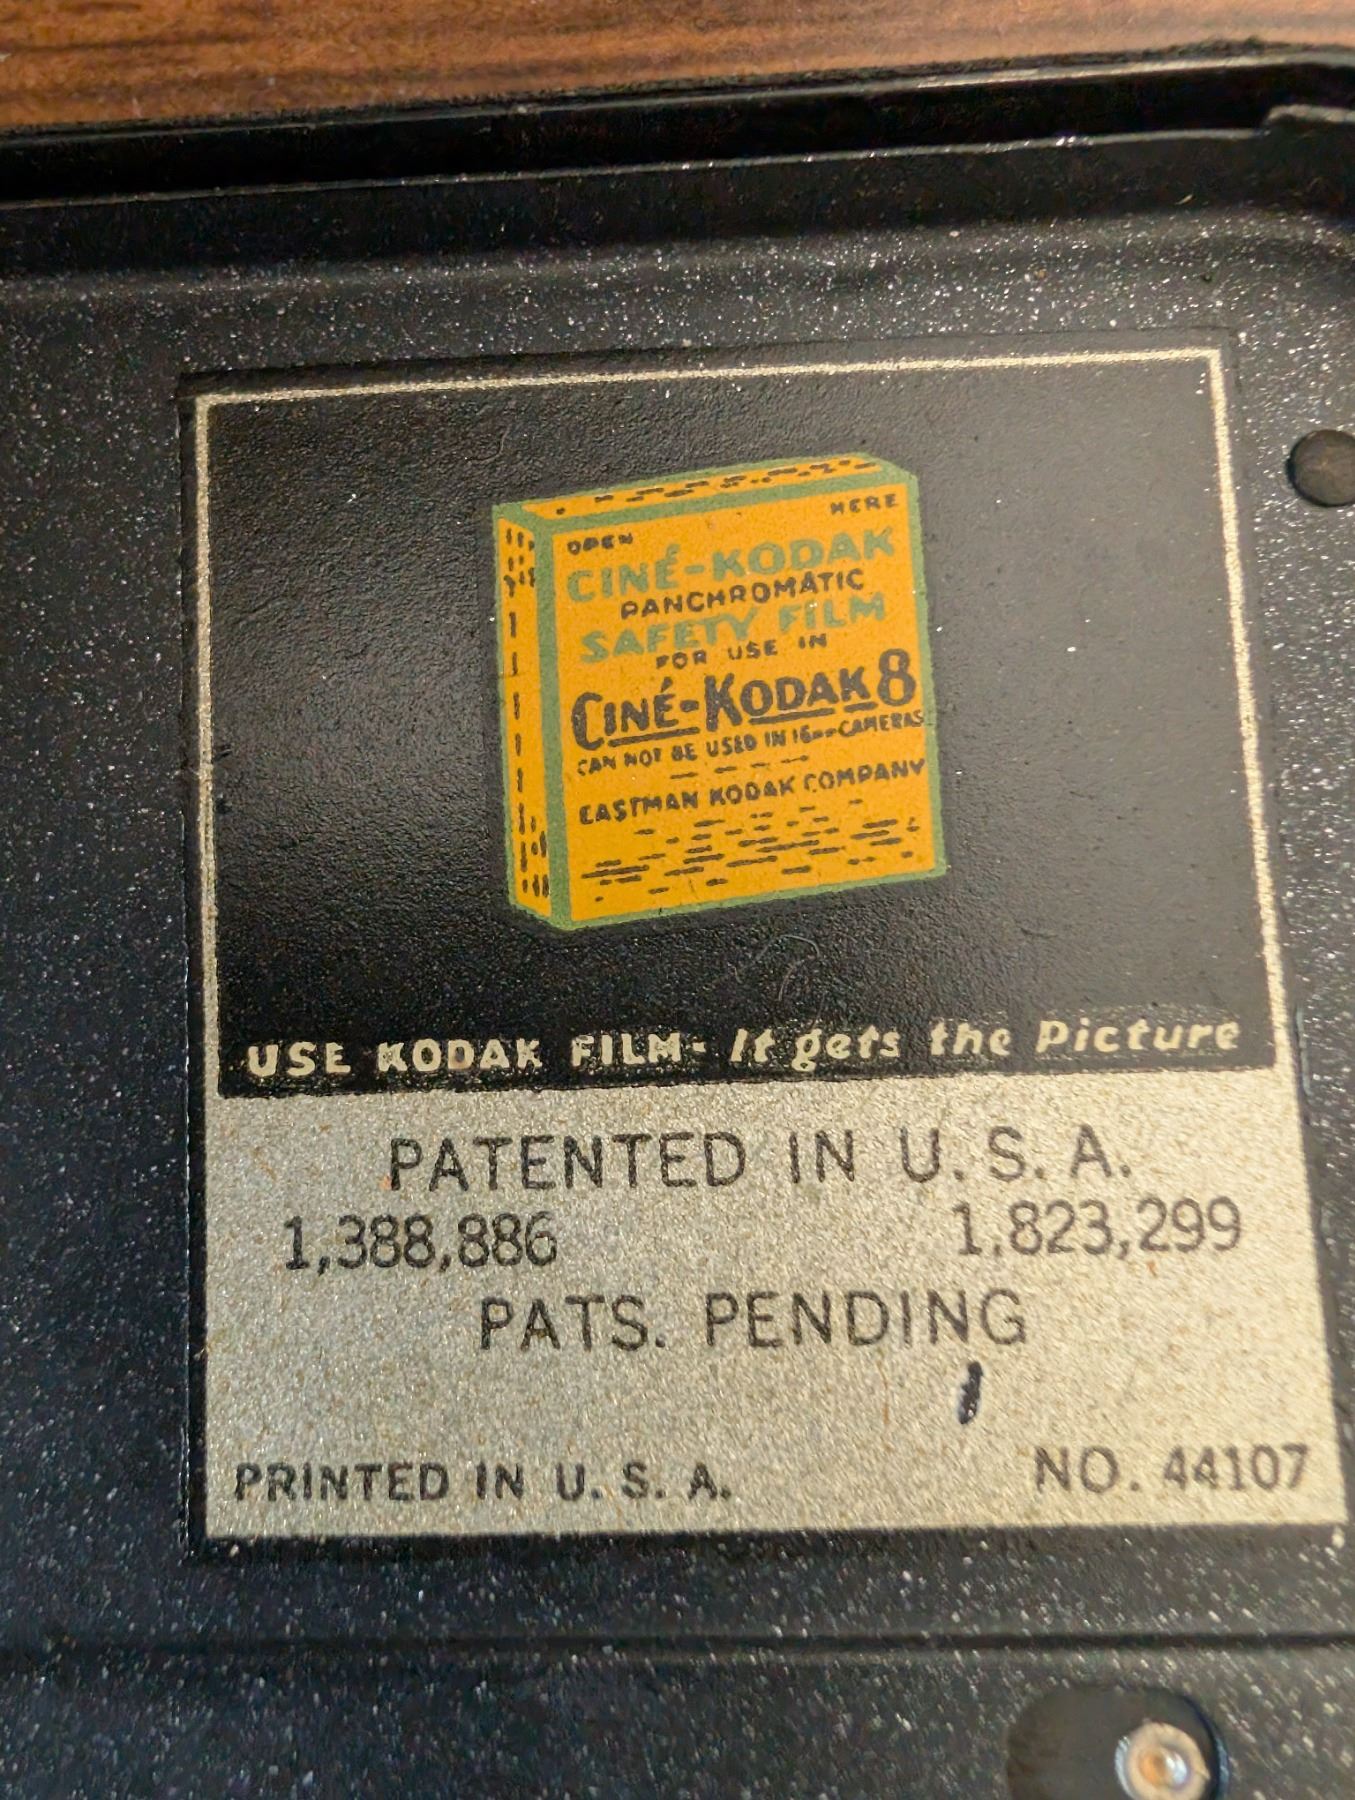 OPEN HERE
CINÉ-KODAK
PANCHROMATIC
SAFETY FILM
FOR USE IN
CINÉ-KODAK 8
CAN NOT BE USED IN 16mm CAMERAS
EASTMAN KODAK COMPANY
USE KODAK FILM- It gets the Picture
PATENTED IN U.S.A.
1,388,886 1,823,299
PATS. PENDING
PRINTED IN U.S.A. NO. 44107